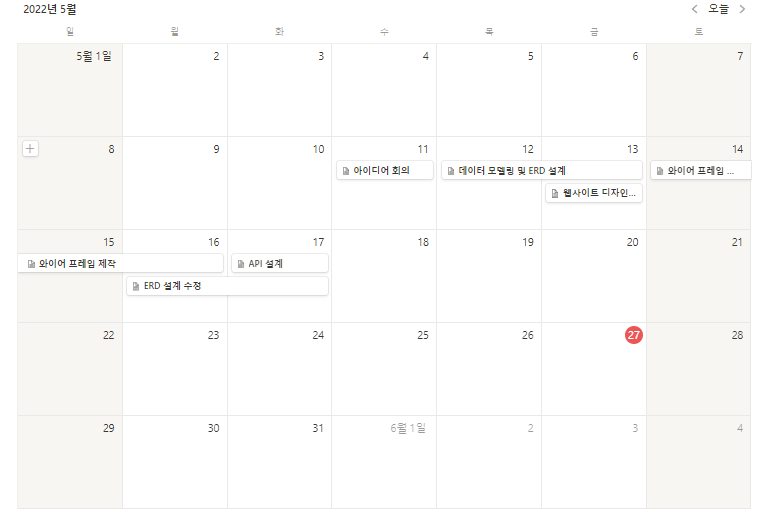 2022년 5월 오늘
일 월 화 수 목 금 토
5월 1일 2 3 4 5 6 7
8 9 10 11 12 13 14
아이디어 회의 데이터 모델링 및 ERD 설계 와이어 프레임 ...
웹사이트 디자인...
15 16 17 18 19 20 21
와이어 프레임 제작 API 설계
ERD 설계 수정
22 23 24 25 26 27 28
29 30 31 6월 1일 2 3 4